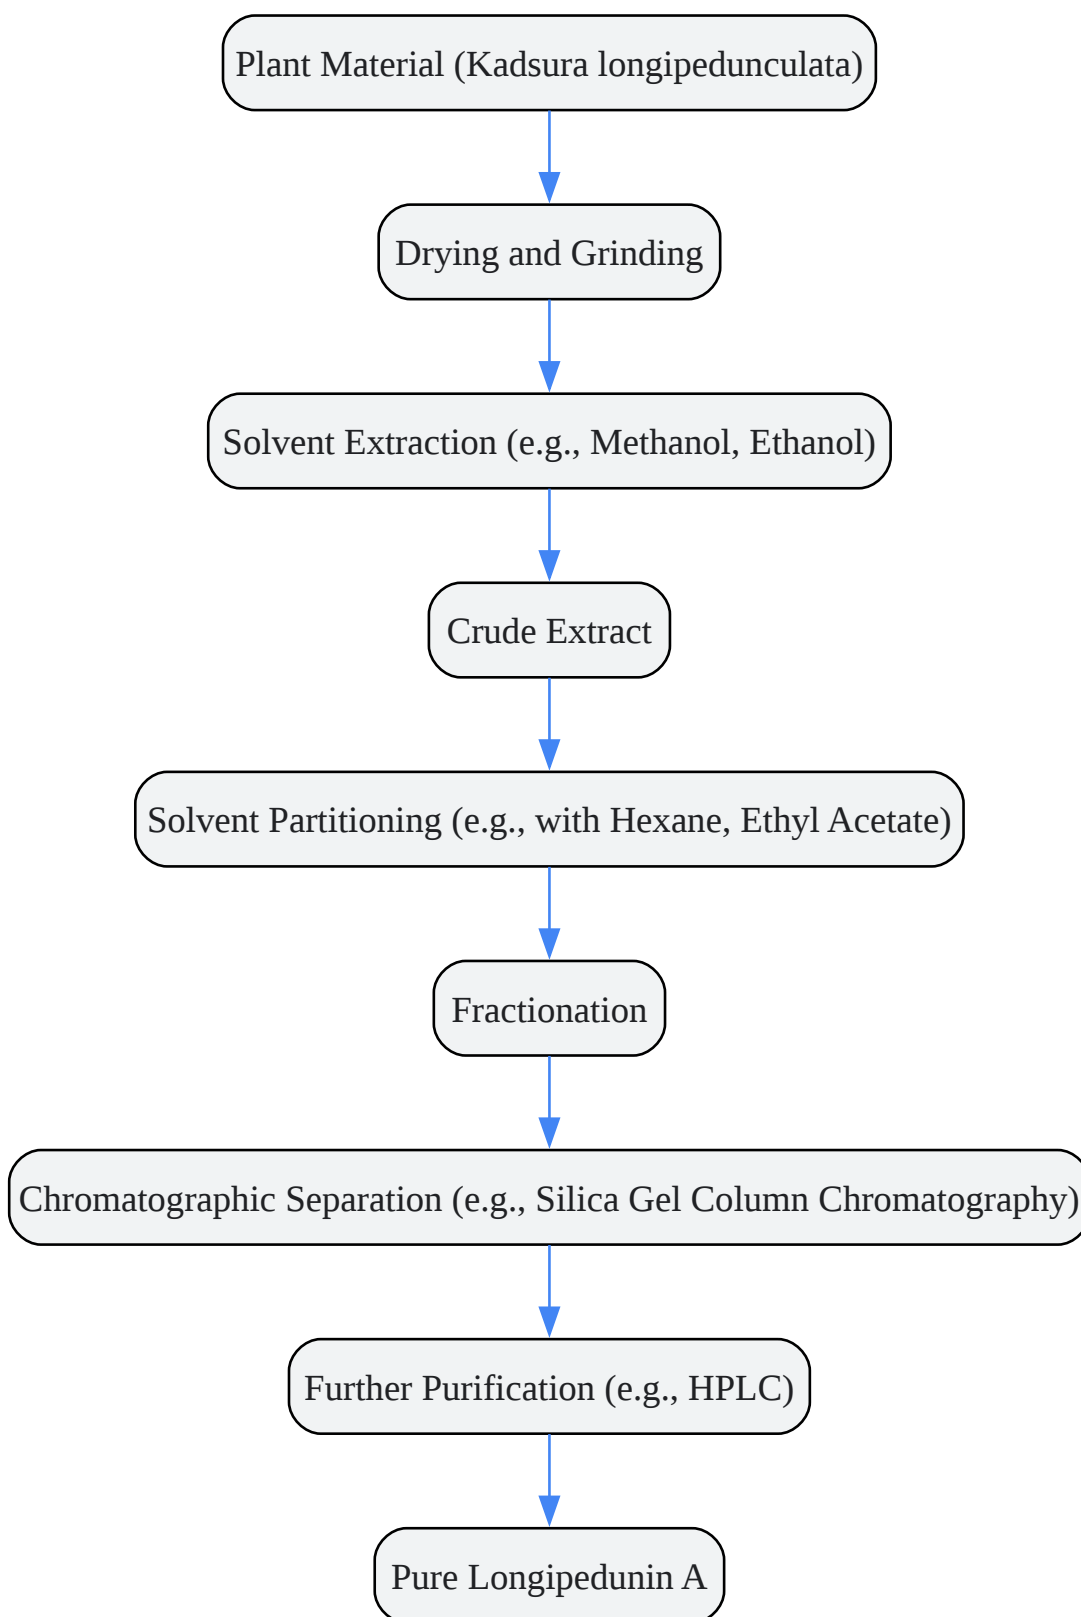 Plant Material (Kadsura longipedunculata)
Drying and Grinding
Solvent Extraction (e.g., Methanol, Ethanol)
Crude Extract
Solvent Partitioning (e.g., with Hexane, Ethyl Acetate)
Fractionation
Chromatographic Separation (e.g., Silica Gel Column Chromatography)
Further Purification (e.g., HPLC)
Pure Longipedunin A